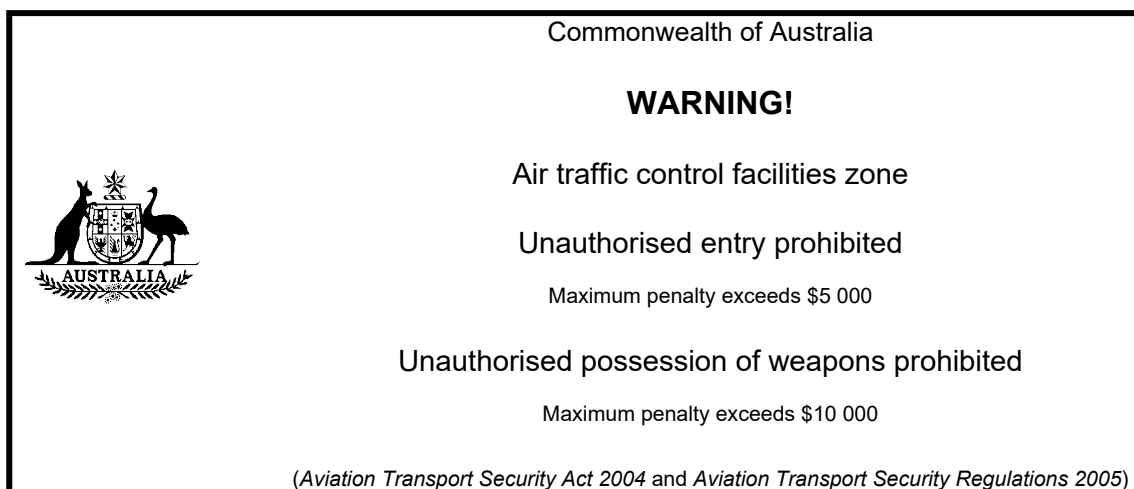 Commonwealth of Australia
WARNING!
Air traffic control facilities zone
Unauthorised entry prohibited
AUSTRALIA
Maximum penalty exceeds $5 000
Unauthorised possession of weapons prohibited
Maximum penalty exceeds $10 000
(Aviation Transport Security Act 2004 and Aviation Transport Security Regulations 2005)